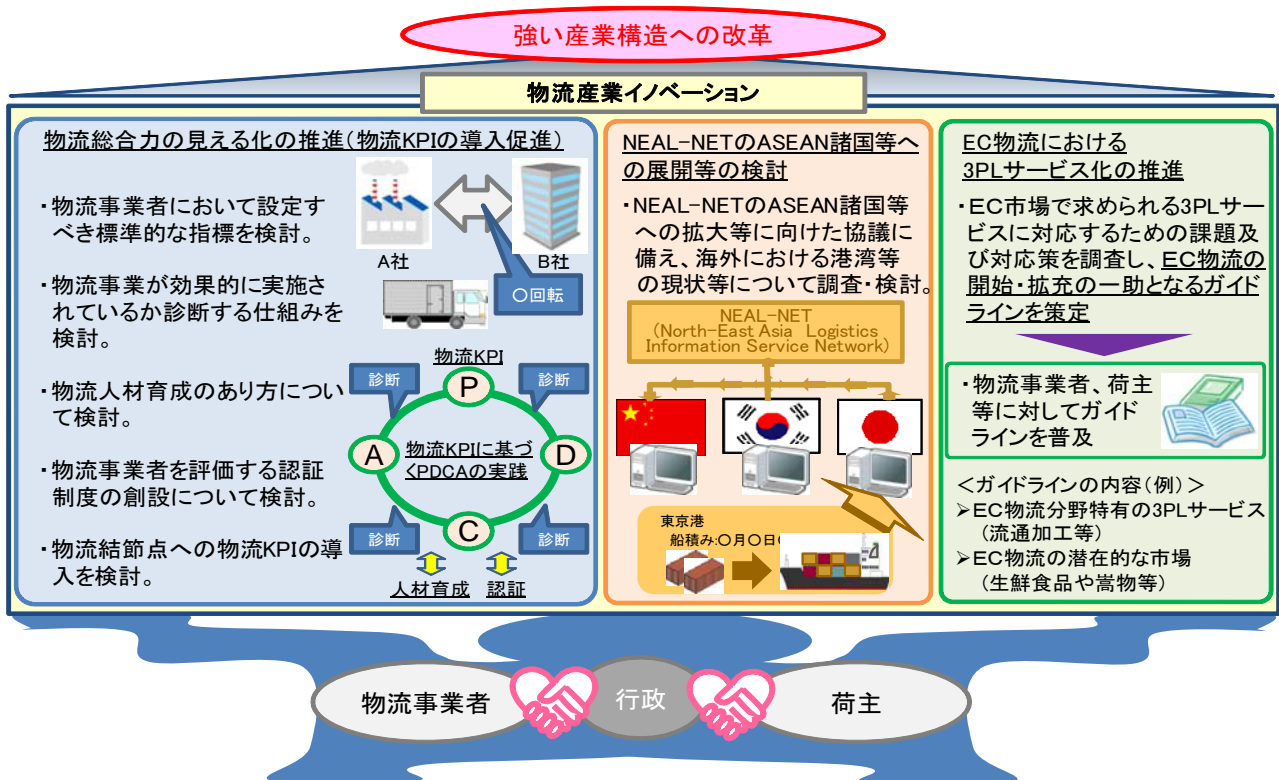 強い産業構造への改革
物流産業イノベーション
物流総合力の見える化の推進(物流KPIの導入促進)
・物流事業者において設定す
べき標準的な指標を検討。
・物流事業が効果的に実施さ
れているか診断する仕組みを
検討。
・物流人材育成のあり方につい
て検討。
・物流事業者を評価する認証
制度の創設について検討。
・物流結節点への物流KPIの導
入を検討。
A社
B社
〇回転
物流KPI
診断
P
診断
A
物流KPIに基づ
くPDCAの実践
D
診断
C
診断
人材育成
認証
NEAL-NETのASEAN諸国等へ
の展開等の検討
・NEAL-NETのASEAN諸国等
への拡大等に向けた協議に
備え、海外における港湾等
の現状等について調査・検討。
NEAL-NET
(North-East Asia Logistics
Information Service Network)
東京港
船積み:〇月〇日
EC物流における
3PLサービス化の推進
・EC市場で求められる3PLサー
ビスに対応するための課題及
び対応策を調査し、EC物流の
開始・拡充の一助となるガイド
ラインを策定
・物流事業者、荷主
等に対してガイド
ラインを普及
<ガイドラインの内容(例)>
➢EC物流分野特有の3PLサービス
(流通加工等)
➢EC物流の潜在的な市場
(生鮮食品や嵩物等)
物流事業者
行政
荷主